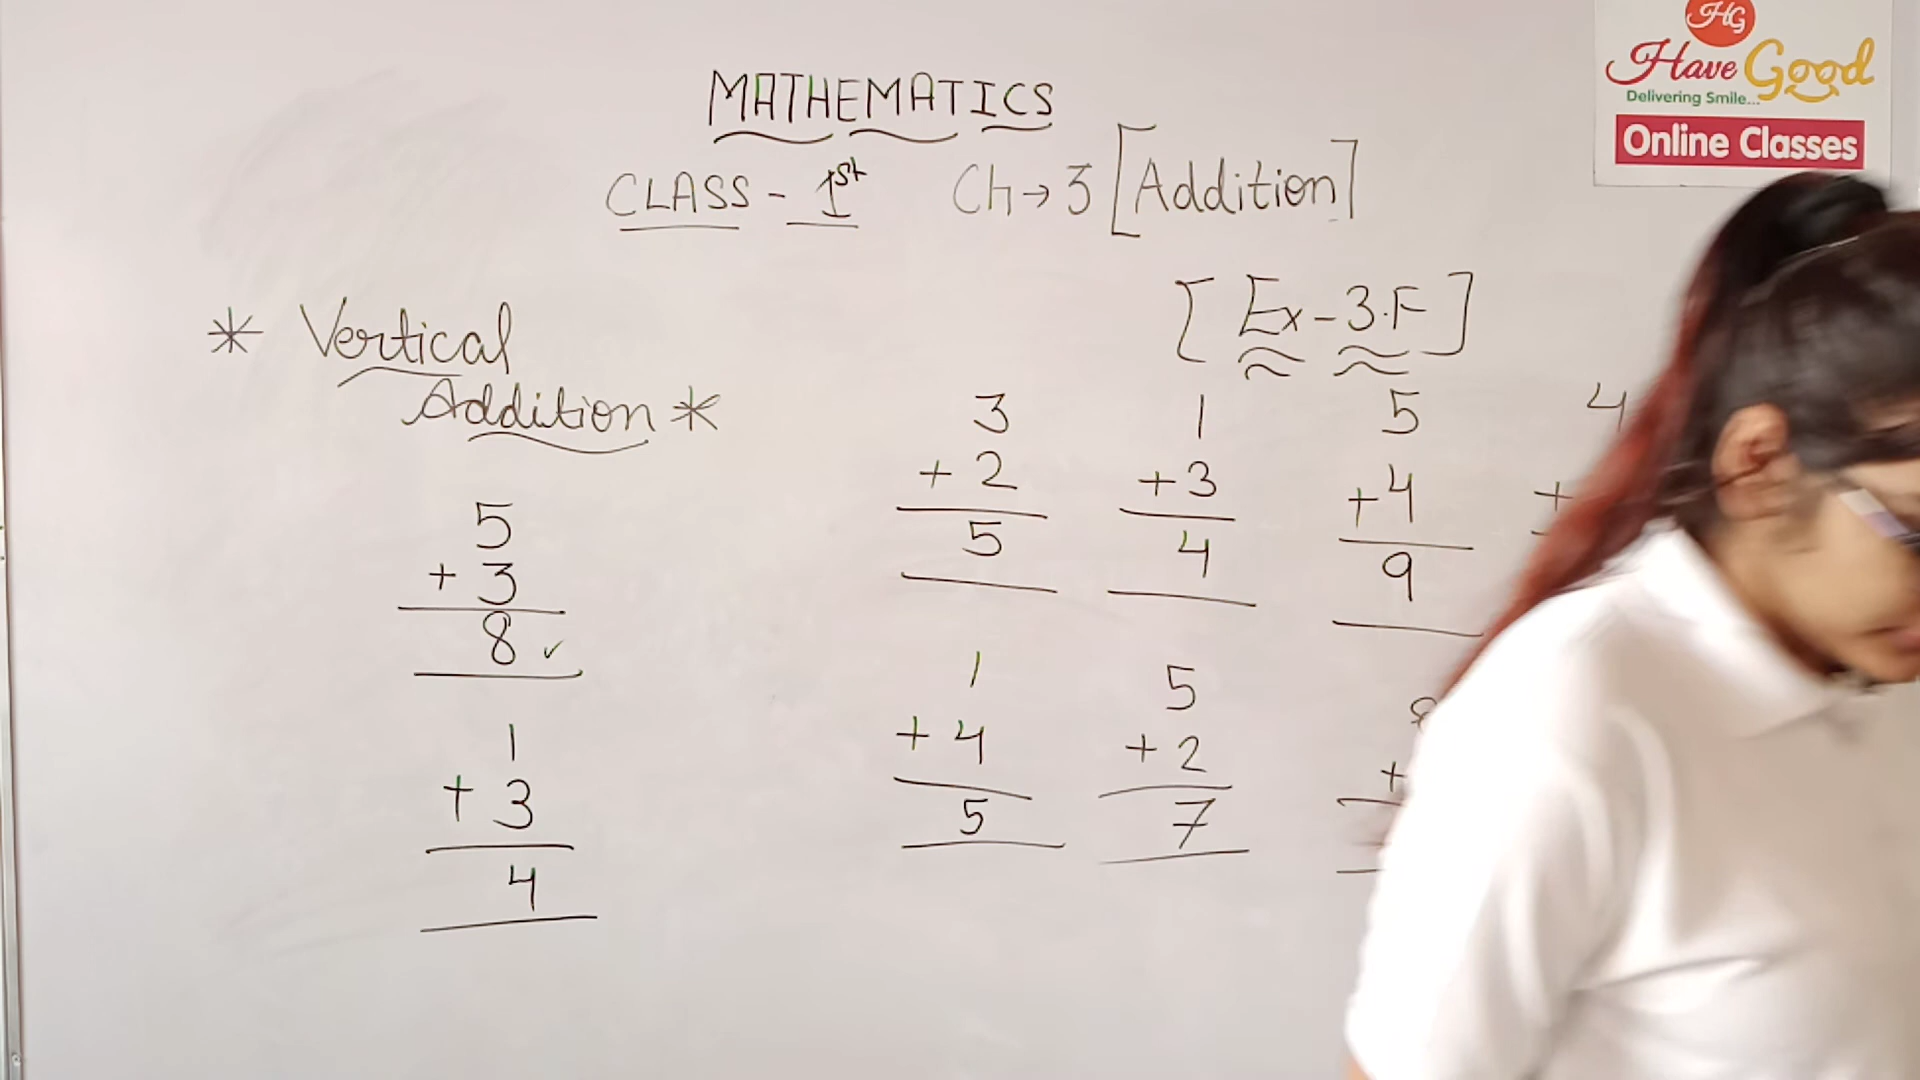 HG
Have Good
Delivering Smile...
Online Classes
MATHEMATICS
CLASS - 1st Ch → 3 [Addition]
* Vertical
Addition *
5
+ 3
8 ✓
1
+ 3
4
[Ex - 3.F]
3 1 5 4
+ 2 + 3 + 4 +
5 4 9
1 5
+ 4 + 2 +
5 7